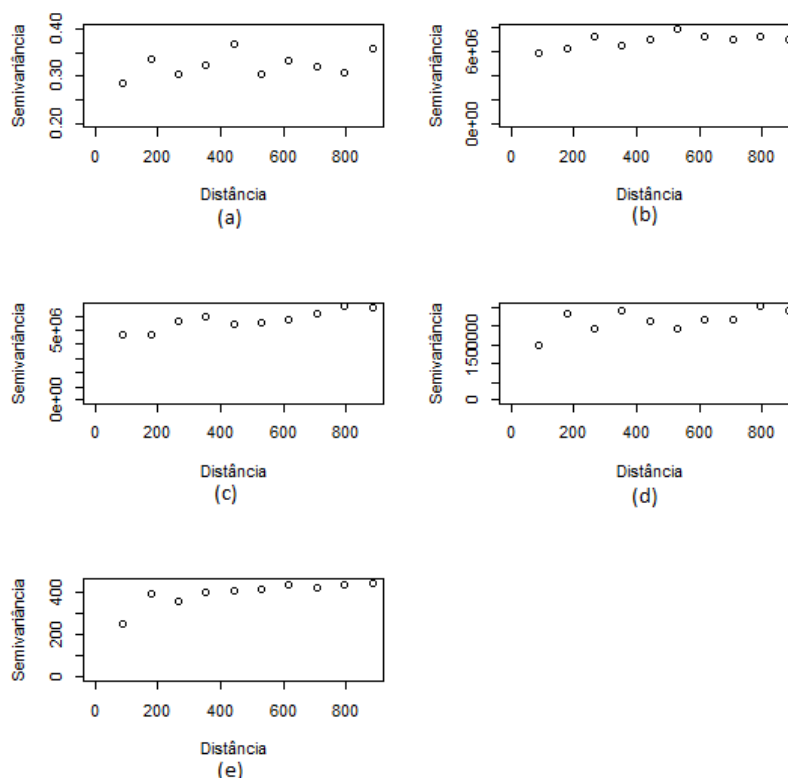 Semivariância
0.20 0.30 0.40
0 200 400 600 800
Distância
(a)
Semivariância
0e+00 6e+06
0 200 400 600 800
Distância
(b)
Semivariância
0e+00 5e+06
0 200 400 600 800
Distância
(c)
Semivariância
0 1500000
0 200 400 600 800
Distância
(d)
Semivariância
0 200 400
0 200 400 600 800
Distância
(e)